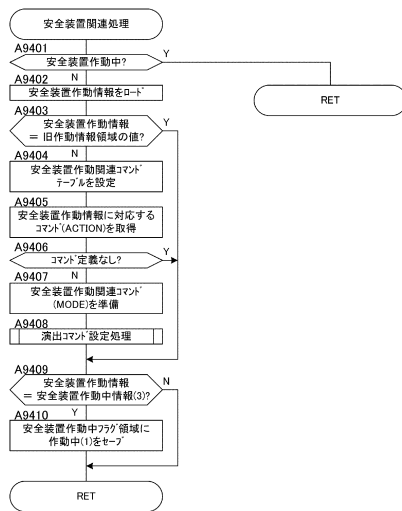 安全装置関連処理
A9401
安全装置作動中?
Y
N
A9402
安全装置作動情報をロード
RET
A9403
安全装置作動情報
= 旧作動情報領域の値?
Y
N
A9404
安全装置作動関連コマンド
テーブルを設定
A9405
安全装置作動情報に対応する
コマンド(ACTION)を取得
A9406
コマンド定義なし?
Y
N
A9407
安全装置作動関連コマンド
(MODE)を準備
A9408
演出コマンド設定処理
A9409
安全装置作動情報
= 安全装置作動中情報(3)?
N
Y
A9410
安全装置作動中フラグ領域に
作動中(1)をセーブ
RET